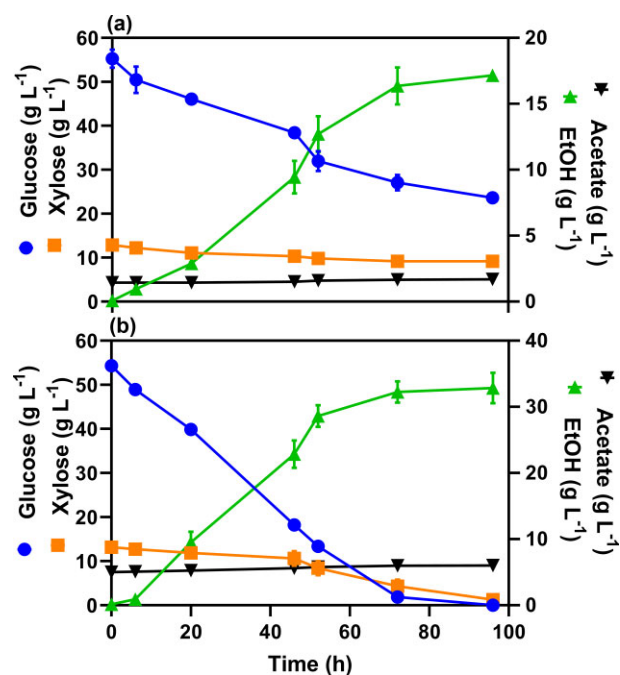 (a)
60
50
40
30
20
10
0
20
15
10
5
0
Glucose (g L⁻¹)
Xylose (g L⁻¹)
Acetate (g L⁻¹)
EtOH (g L⁻¹)
(b)
60
50
40
30
20
10
0
40
30
20
10
0
Glucose (g L⁻¹)
Xylose (g L⁻¹)
Acetate (g L⁻¹)
EtOH (g L⁻¹)
0 20 40 60 80 100
Time (h)